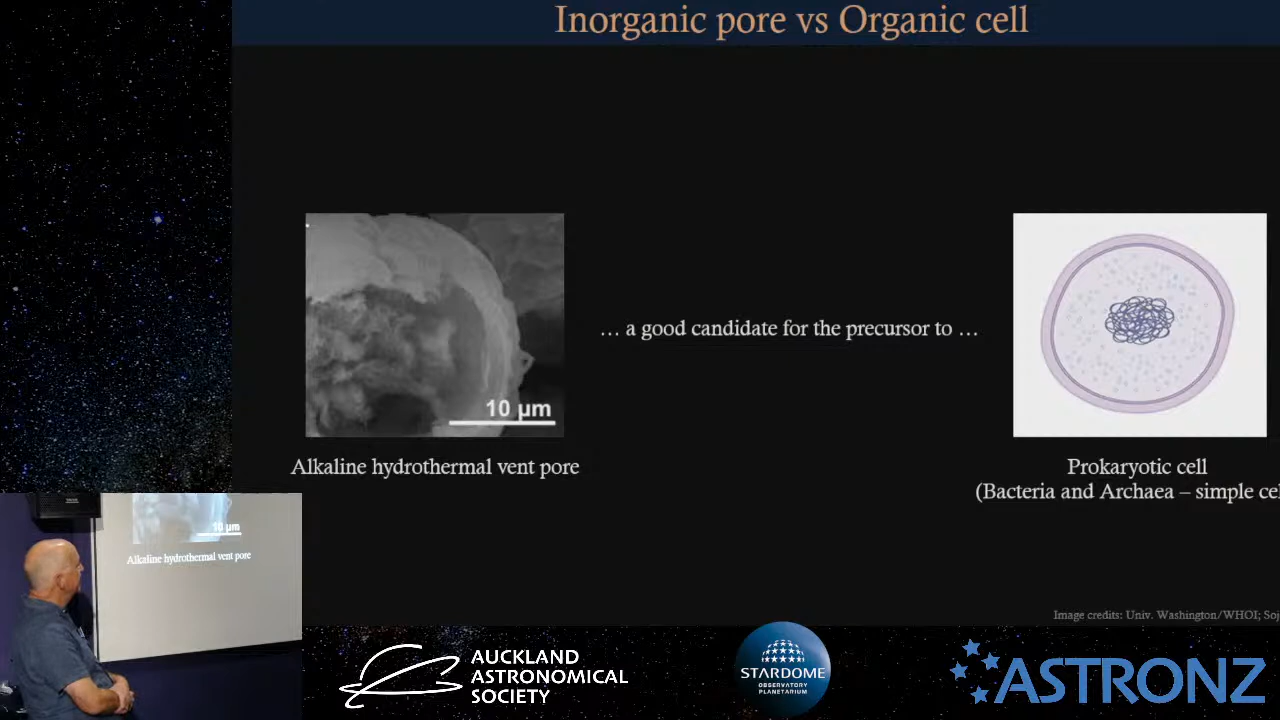 Inorganic pore vs Organic cell
10 µm
… a good candidate for the precursor to …
Alkaline hydrothermal vent pore
Prokaryotic cell
(Bacteria and Archaea – simple cel
10 µm
Alkaline hydrothermal vent pore
Image credits: Univ. Washington/WHOI; Soj
AUCKLAND
ASTRONOMICAL
SOCIETY
STARDOME
OBSERVATORY
PLANETARIUM
ASTRONZ